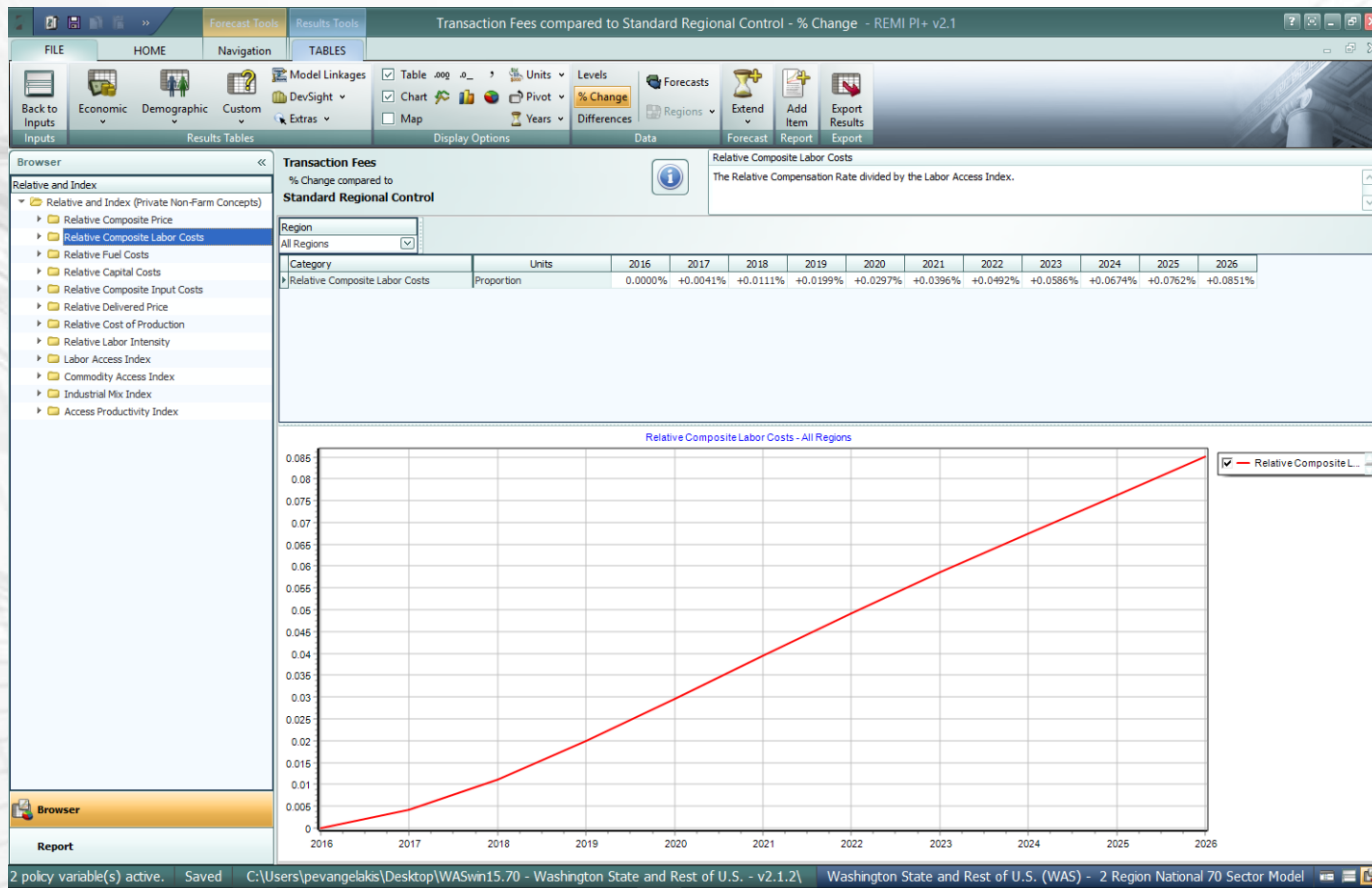 Forecast Tools Results Tools Transaction Fees compared to Standard Regional Control - % Change - REMI PI+ v2.1
FILE HOME Navigation TABLES
Back to Inputs
Economic
Demographic
Custom
Model Linkages
DevSight
Extras
Table .000 .0_ , Units
Chart Pivot
Map Years
Levels
% Change
Differences
Forecasts
Regions
Extend
Add Item
Export Results
Inputs Results Tables Display Options Data Forecast Report Export
Browser «
Relative and Index
Relative and Index (Private Non-Farm Concepts)
Relative Composite Price
Relative Composite Labor Costs
Relative Fuel Costs
Relative Capital Costs
Relative Composite Input Costs
Relative Delivered Price
Relative Cost of Production
Relative Labor Intensity
Labor Access Index
Commodity Access Index
Industrial Mix Index
Access Productivity Index
Browser
Report
Transaction Fees
% Change compared to
Standard Regional Control
Relative Composite Labor Costs
The Relative Compensation Rate divided by the Labor Access Index.
Region
All Regions
Category Units 2016 2017 2018 2019 2020 2021 2022 2023 2024 2025 2026
Relative Composite Labor Costs Proportion 0.0000% +0.0041% +0.0111% +0.0199% +0.0297% +0.0396% +0.0492% +0.0586% +0.0674% +0.0762% +0.0851%
Relative Composite Labor Costs - All Regions
0.085
0.08
0.075
0.07
0.065
0.06
0.055
0.06
0.045
0.04
0.035
0.03
0.025
0.02
0.015
0.01
0.005
0
2016 2017 2018 2019 2020 2021 2022 2023 2024 2025 2026
Relative Composite L...
2 policy variable(s) active. Saved C:\Users\pevangelakis\Desktop\WASwin15.70 - Washington State and Rest of U.S. - v2.1.2\ Washington State and Rest of U.S. (WAS) - 2 Region National 70 Sector Model